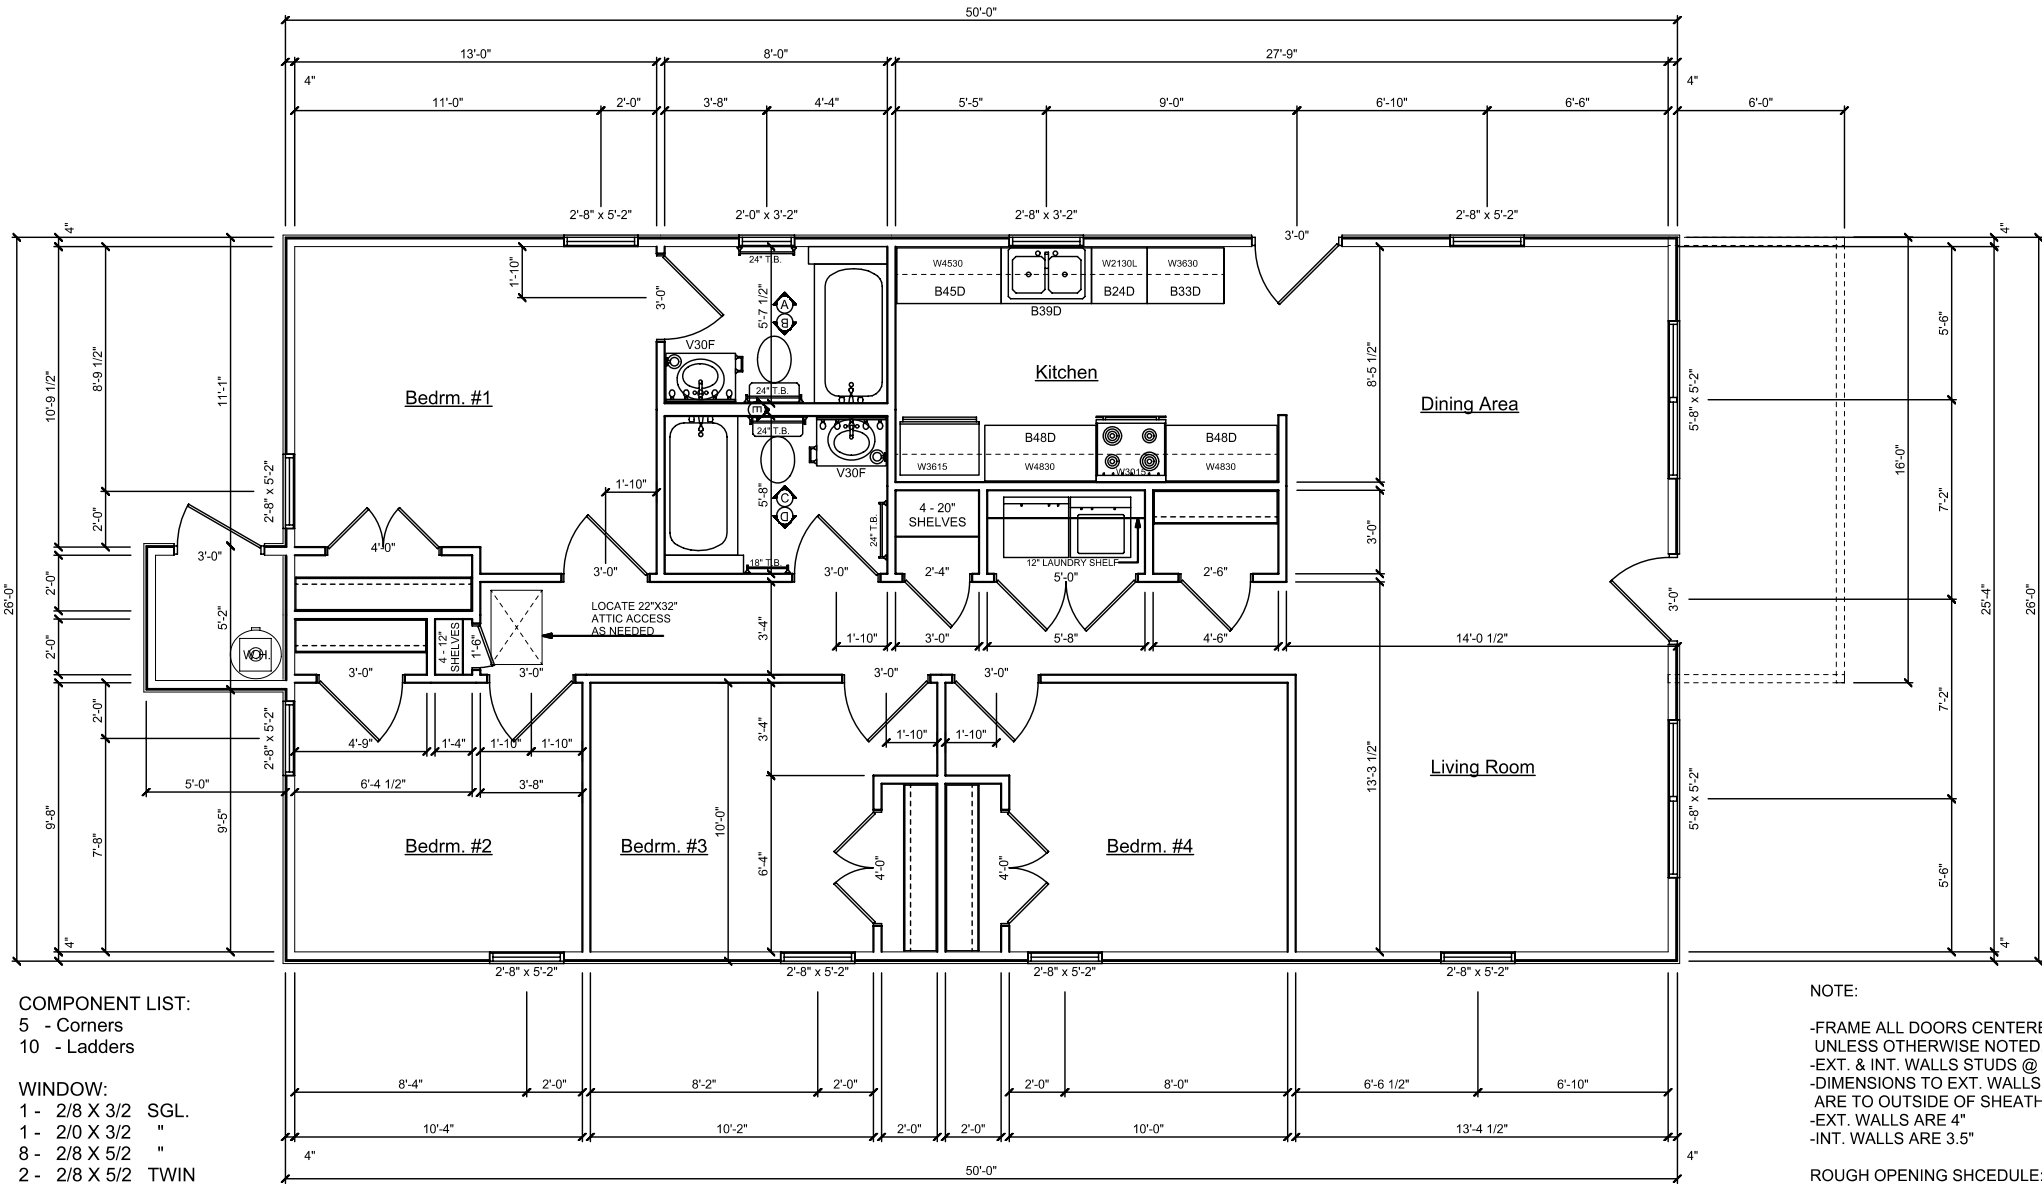 50'-0"
13'-0" 8'-0" 27'-9"
4" 4"
11'-0" 2'-0" 3'-8" 4'-4" 5'-5" 9'-0" 6'-10" 6'-6" 6'-0"
2'-8" x 5'-2" 2'-0" x 3'-2" 2'-8" x 3'-2" 2'-8" x 5'-2"
4" 3'-0" 4"
24" T.B.
W4530 W2130L W3630
B45D B24D B33D
B39D
1'-10"
3'-0"
5'-7 1/2"
A
B
V30F
5'-6"
8'-9 1/2"
10'-9 1/2"
11'-1"
Bedrm. #1
Kitchen
8'-5 1/2"
Dining Area
5'-8" x 5'-2"
24" T.B.
E
24" T.B.
B48D B48D
W3615 W4830 W3015 W4830
V30F
16'-0"
2'-8" x 5'-2"
1'-10"
5'-8"
C
D
7'-2"
4 - 20"
SHELVES
2'-0"
24" T.B.
3'-0"
3'-0" 4'-0"
18" T.B.
12" LAUNDRY SHELF
3'-0" 3'-0" 2'-4" 5'-0" 2'-6"
26'-0"
2'-0"
5'-2"
LOCATE 22"X32"
ATTIC ACCESS
AS NEEDED
3'-0"
25'-4"
26'-0"
3'-4"
1'-10" 3'-0" 5'-8" 4'-6" 14'-0 1/2"
2'-0"
W.H.
4 - 12"
SHELVES
1'-6"
3'-0" 3'-0" 3'-0" 3'-0"
2'-0"
2'-8" x 5'-2"
7'-2"
3'-4"
4'-9" 1'-4" 1'-10" 1'-10" 1'-10" 1'-10"
5'-0" 6'-4 1/2" 3'-8"
13'-3 1/2"
Living Room
5'-8" x 5'-2"
9'-8"
7'-8"
9'-5"
10'-0"
Bedrm. #2 Bedrm. #3 Bedrm. #4
6'-4"
4'-0" 4'-0"
5'-6"
4" 4"
2'-8" x 5'-2" 2'-8" x 5'-2" 2'-8" x 5'-2" 2'-8" x 5'-2"
8'-4" 2'-0" 8'-2" 2'-0" 2'-0" 8'-0" 6'-6 1/2" 6'-10"
10'-4" 10'-2" 2'-0" 2'-0" 10'-0" 13'-4 1/2"
4" 4"
50'-0"
COMPONENT LIST:
5 - Corners
10 - Ladders
WINDOW:
1 - 2/8 X 3/2 SGL.
1 - 2/0 X 3/2 "
8 - 2/8 X 5/2 "
2 - 2/8 X 5/2 TWIN
NOTE:
-FRAME ALL DOORS CENTERE
UNLESS OTHERWISE NOTED
-EXT. & INT. WALLS STUDS @
-DIMENSIONS TO EXT. WALLS
ARE TO OUTSIDE OF SHEATH
-EXT. WALLS ARE 4"
-INT. WALLS ARE 3.5"
ROUGH OPENING SHCEDULE: